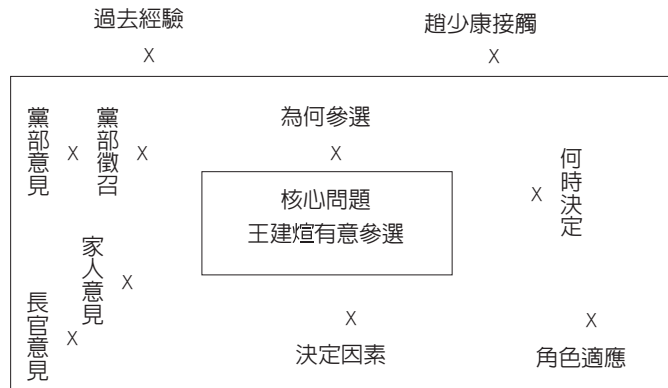 過去經驗
X
趙少康接觸
X
黨部意見
X
黨部徵召
X
為何參選
X
何時決定
X
核心問題
王建煊有意參選
家人意見
X
長官意見
X
X
決定因素
X
角色適應